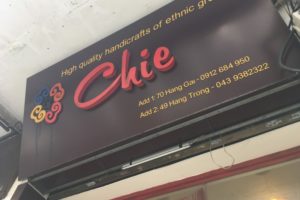 High quality handicrafts of ethnic
Chie
Add 1: 70 Hang Gai - 0912 684 950
Add 2: 49 Hang Trong - 043 9382322